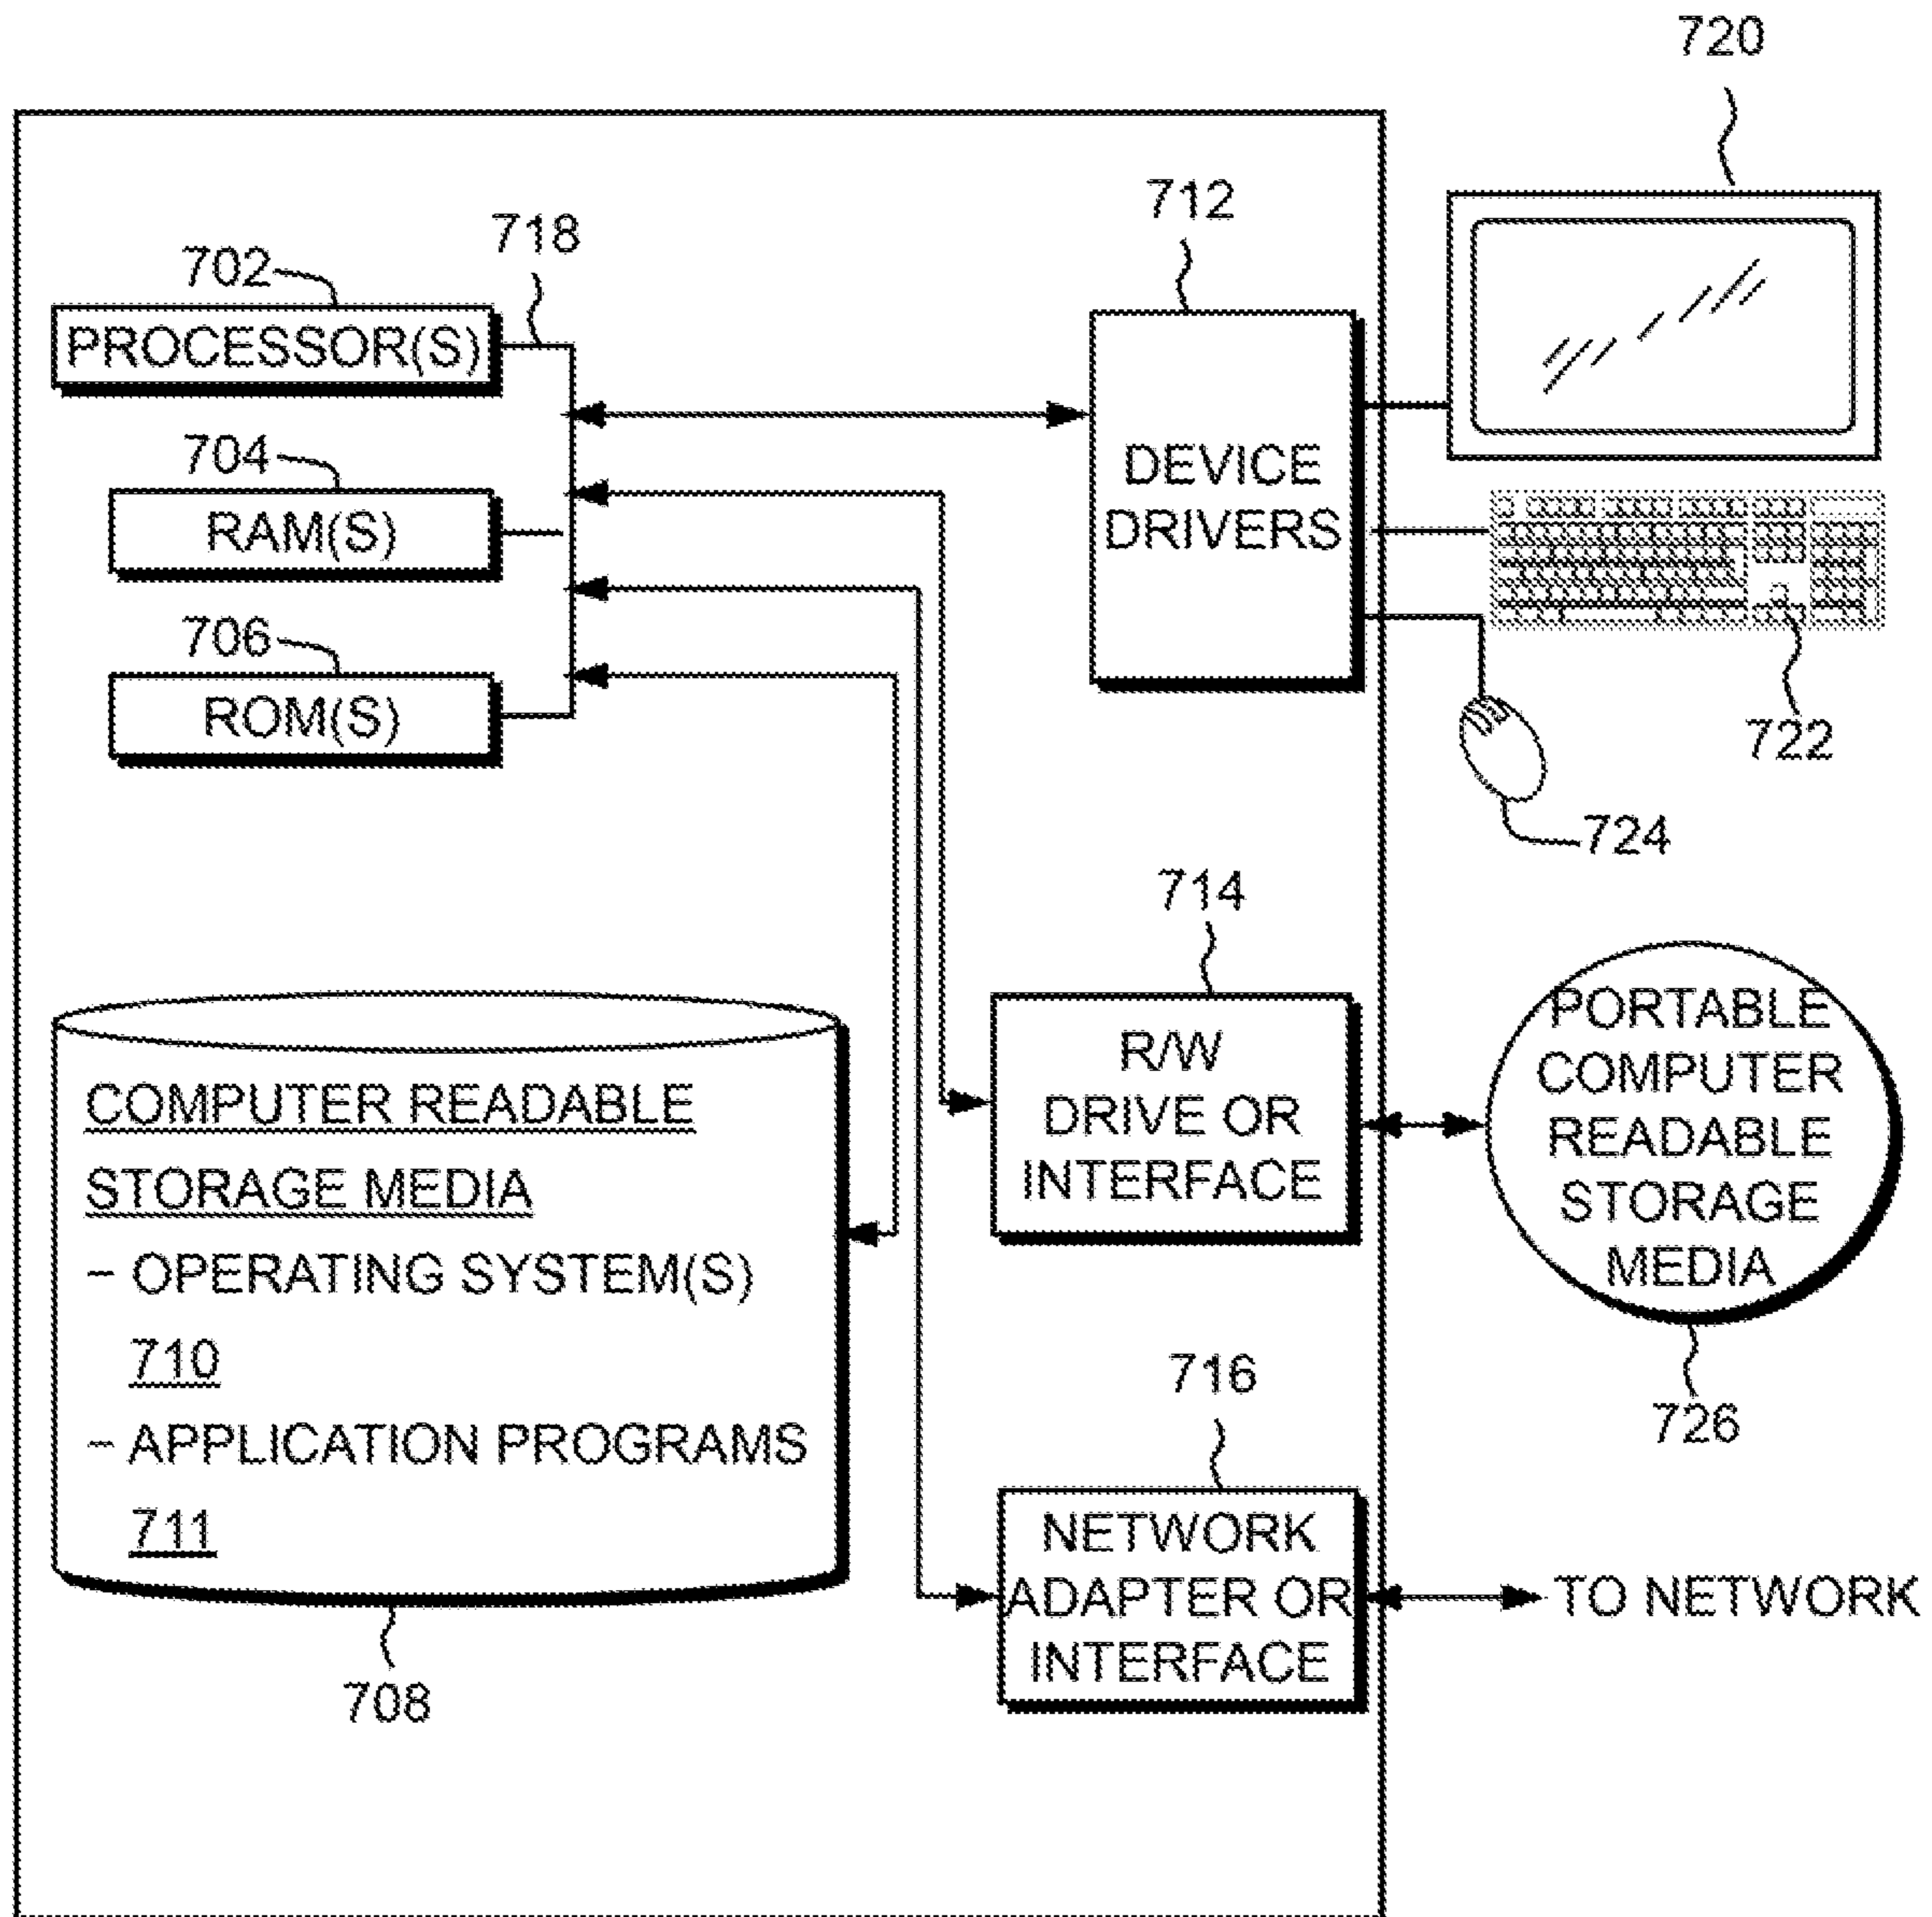 720
712
718
702
PROCESSOR(S)
704
RAM(S)
706
ROM(S)
DEVICE
DRIVERS
722
724
714
R/W
DRIVE OR
INTERFACE
PORTABLE
COMPUTER
READABLE
STORAGE
MEDIA
726
COMPUTER READABLE
STORAGE MEDIA
– OPERATING SYSTEM(S)
710
– APPLICATION PROGRAMS
711
708
716
NETWORK
ADAPTER OR
INTERFACE
TO NETWORK